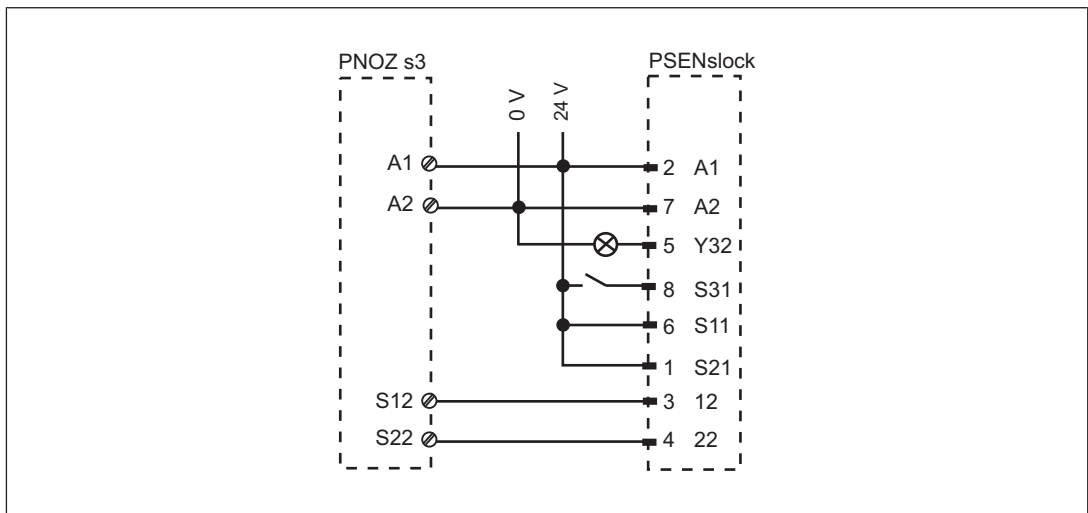 PNOZ s3
PSENslock
0 V
24 V
A1
2 A1
A2
7 A2
5 Y32
8 S31
6 S11
1 S21
S12
3 12
S22
4 22